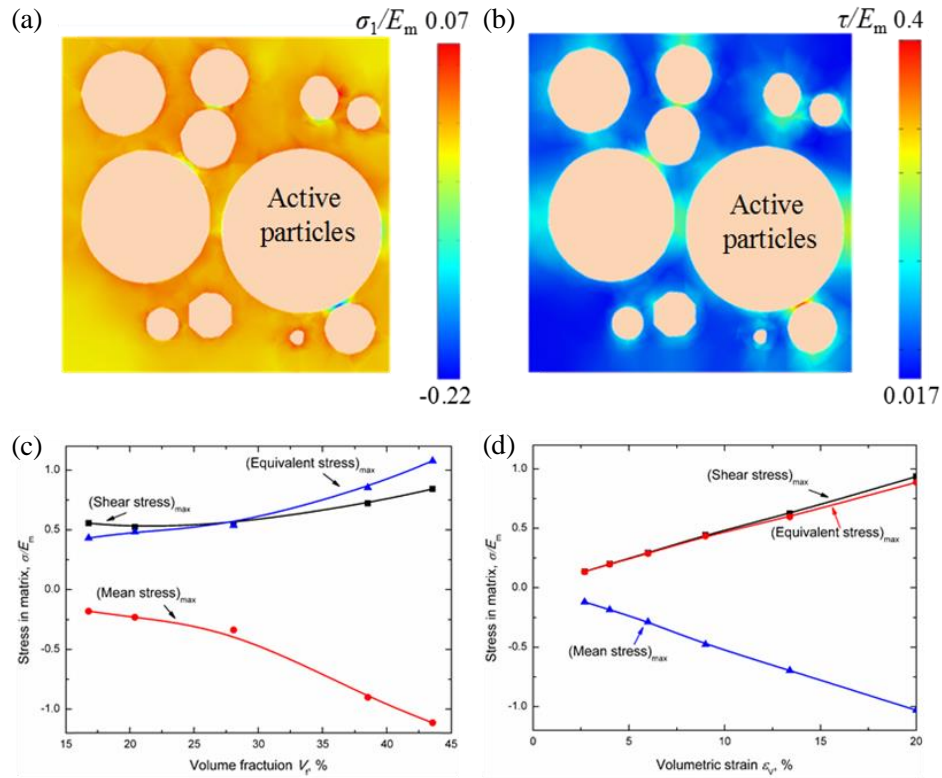 (a)
σ1/Em 0.07
Active
particles
-0.22
(b)
τ/Em 0.4
Active
particles
0.017
(c)
Stress in matrix, σ/Em
1.0
0.5
0.0
-0.5
-1.0
(Equivalent stress)max
(Shear stress)max
(Mean stress)max
15 20 25 30 35 40 45
Volume fractuion Vf, %
(d)
Stress in matrix, σ/Em
1.0
0.5
0.0
-0.5
-1.0
(Shear stress)max
(Equivalent stress)max
(Mean stress)max
0 5 10 15 20
Volumetric strain εv, %